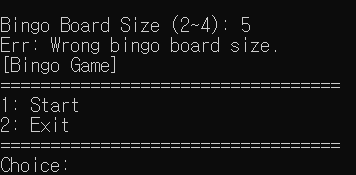 Bingo Board Size (2~4): 5
Err: Wrong bingo board size.
[Bingo Game]
==================================
1: Start
2: Exit
==================================
Choice: